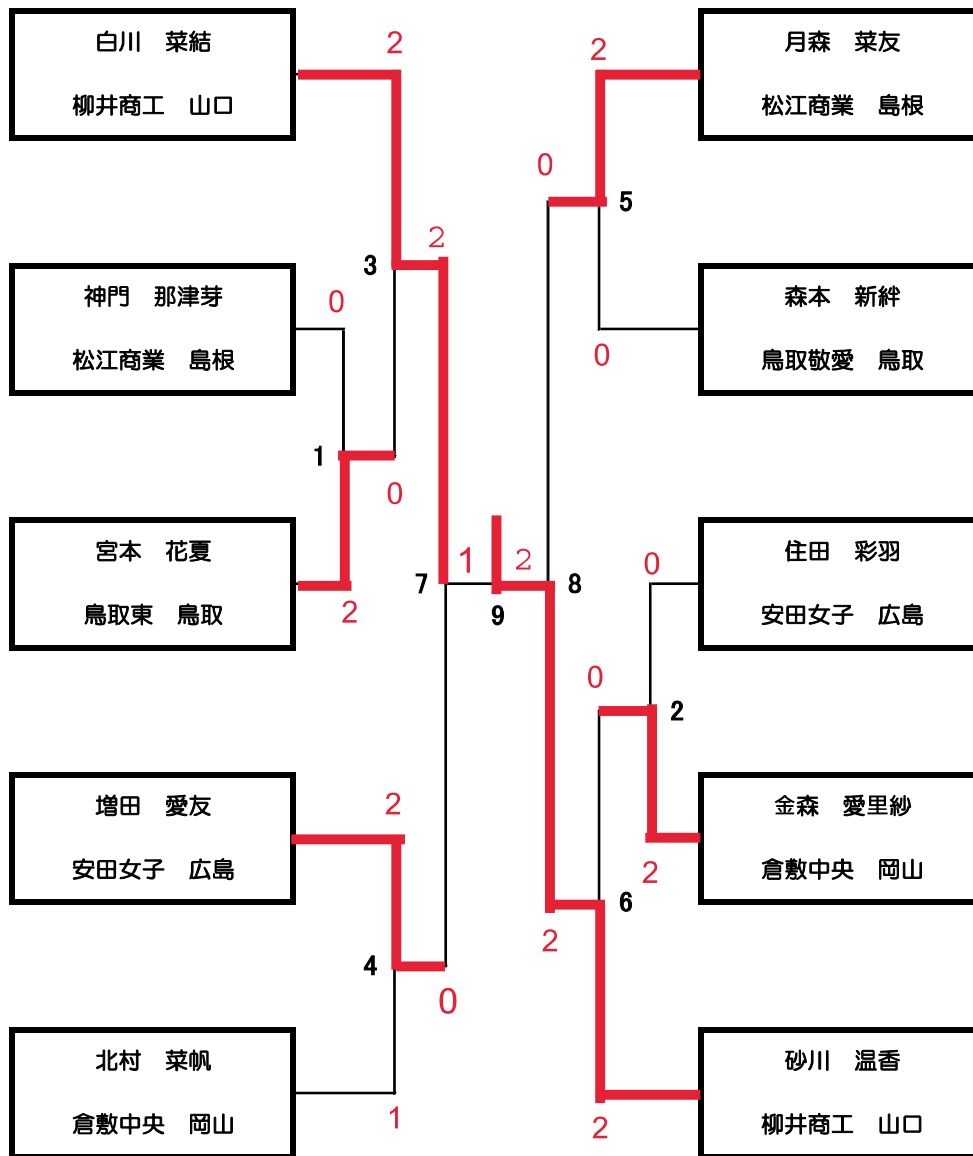 白川　菜結
柳井商工　山口
神門　那津芽
松江商業　島根
宮本　花夏
鳥取東　鳥取
増田　愛友
安田女子　広島
北村　菜帆
倉敷中央　岡山
2
3
2
0
1
0
2
7
1
2
4
0
1
9
2
8
2
0
5
0
0
0
2
2
6
2
2
月森　菜友
松江商業　島根
森本　新絆
鳥取敬愛　鳥取
住田　彩羽
安田女子　広島
金森　愛里紗
倉敷中央　岡山
砂川　温香
柳井商工　山口